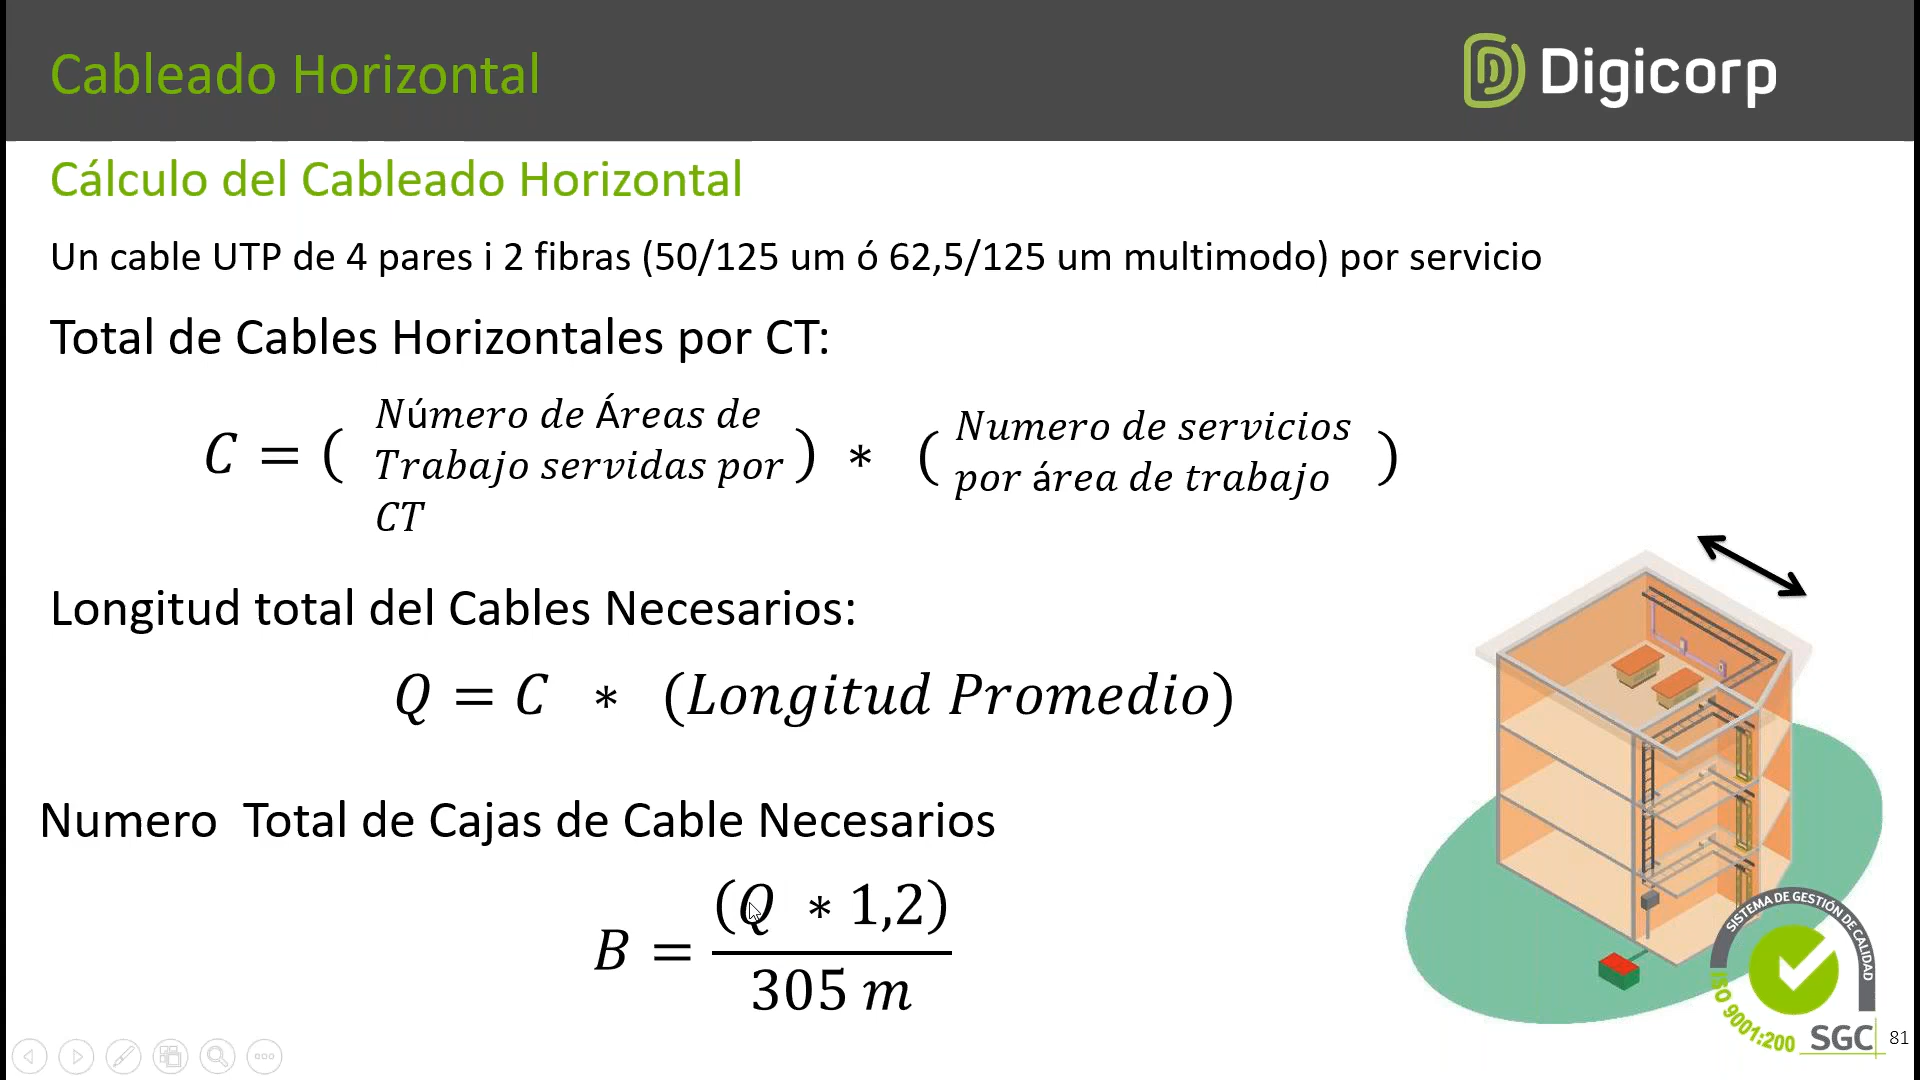 Cableado Horizontal
Digicorp
Cálculo del Cableado Horizontal
Un cable UTP de 4 pares i 2 fibras (50/125 um ó 62,5/125 um multimodo) por servicio
Total de Cables Horizontales por CT:
C = ( Número de Áreas de Trabajo servidas por CT ) * ( Numero de servicios por área de trabajo )
Longitud total del Cables Necesarios:
Q = C * (Longitud Promedio)
Numero Total de Cajas de Cable Necesarios
B = (Q * 1,2)
305 m
SISTEMA DE GESTIÓN DE CALIDAD
ISO 9001:200
SGC
81